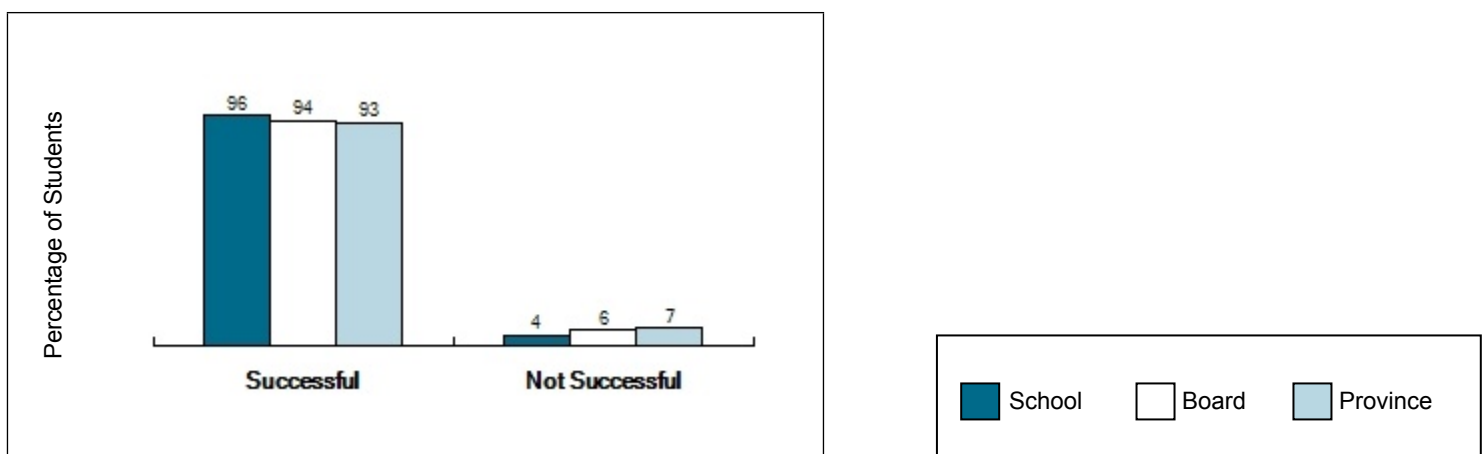 Percentage of Students
96 94 93
4 6 7
Successful Not Successful
School Board Province